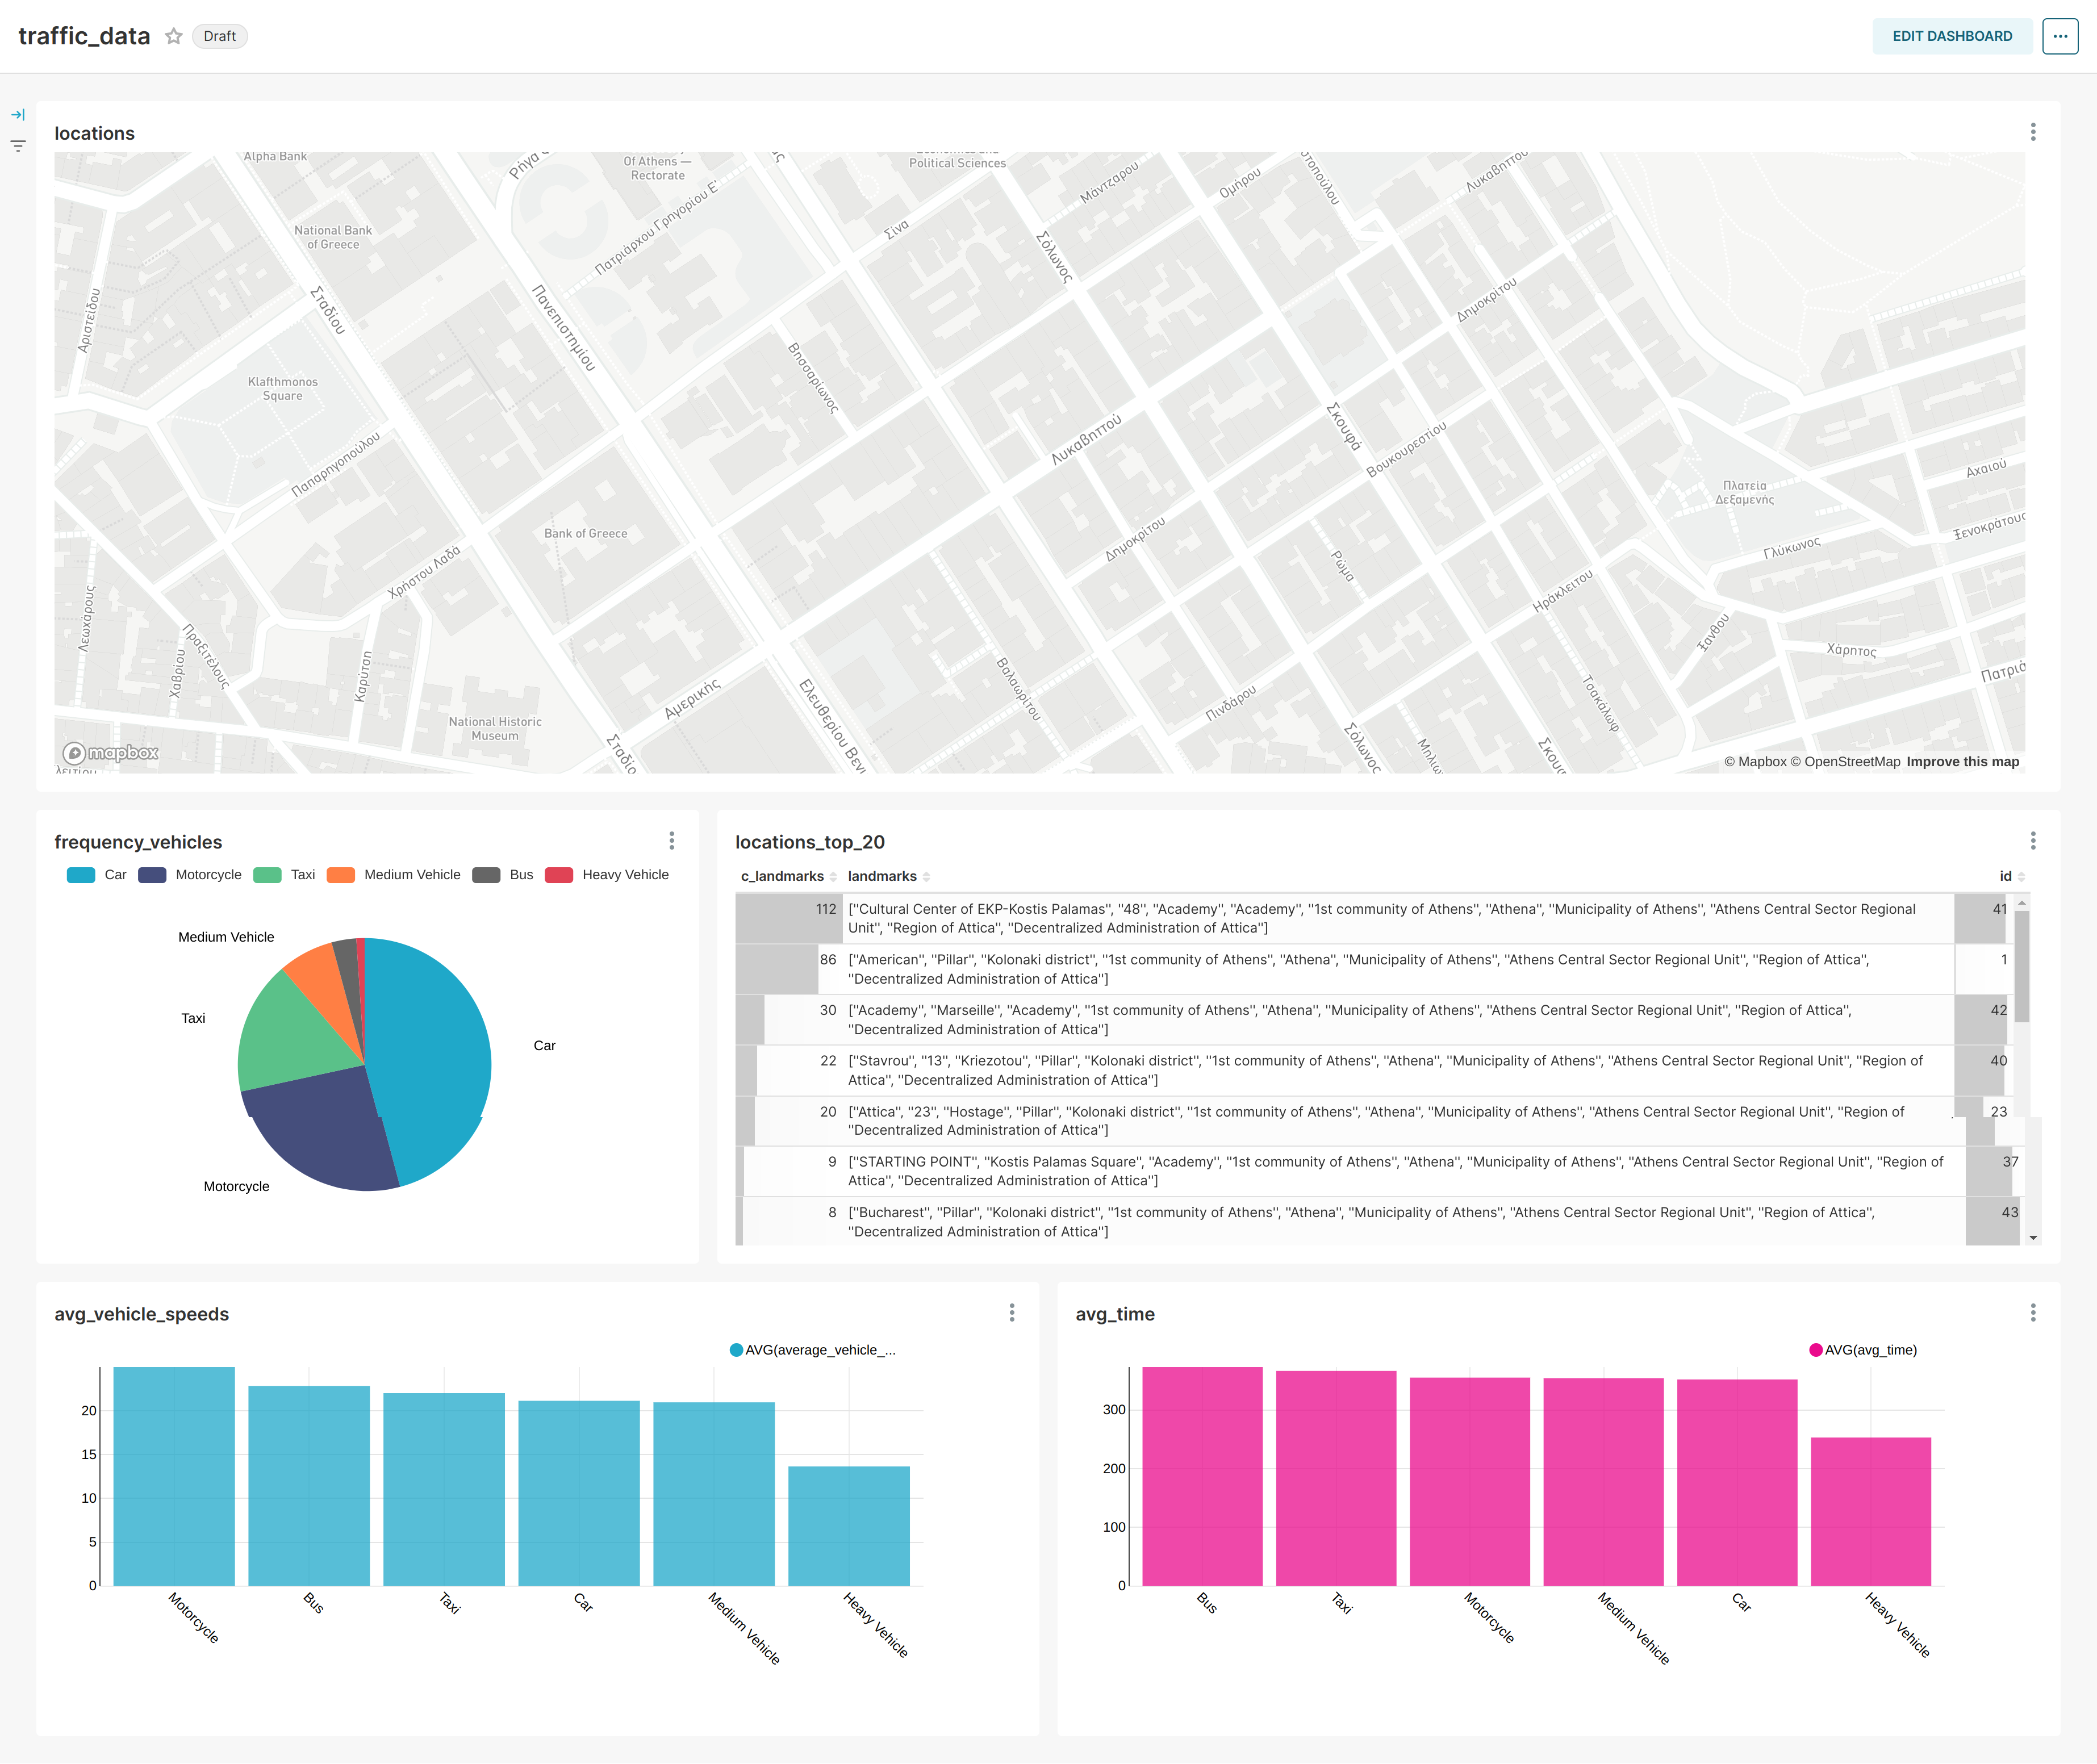 traffic_data
Draft
EDIT DASHBOARD
locations
Alpha Bank
Ρήγα
Of Athens —
Rectorate
Political Sciences
Μάντζαρου
Ομήρου
Λυκαβηττού
National Bank
of Greece
Πατριάρχου Γρηγορίου Ε'
Σίνα
Σόλωνος
Αριστείδου
Σταδίου
Πανεπιστημίου
Δημοκρίτου
Βησσαρίωνος
Klafthmonos
Square
Λυκαβηττού
Σκουφά
Βουκουρεστίου
Παπαρηγοπούλου
Πλατεία
Δεξαμενής
Αχαιού
Bank of Greece
Δημοκρίτου
Ξενοκράτους
Γλύκωνος
Χρήστου Λαδά
Ρώμα
Ηράκλειτου
Λεωχάρους
Πραξιτέλους
Χαβρίου
Καρύτση
Ξάνθου
Χάρητος
Πατριά
Βαλαωρίτου
Αμερικής
Ελευθερίου Βενι
Πινδάρου
Τσακάλωφ
National Historic
Museum
Σταδίο
Σόλωνος
Μηλιω
Σκουφ
mapbox
© Mapbox © OpenStreetMap Improve this map
frequency_vehicles
Car Motorcycle Taxi Medium Vehicle Bus Heavy Vehicle
Medium Vehicle
Taxi
Car
Motorcycle
locations_top_20
c_landmarks landmarks id
112 ["Cultural Center of EKP-Kostis Palamas", "48", "Academy", "Academy", "1st community of Athens", "Athena", "Municipality of Athens", "Athens Central Sector Regional 41
Unit", "Region of Attica", "Decentralized Administration of Attica"]
86 ["American", "Pillar", "Kolonaki district", "1st community of Athens", "Athena", "Municipality of Athens", "Athens Central Sector Regional Unit", "Region of Attica", 1
"Decentralized Administration of Attica"]
30 ["Academy", "Marseille", "Academy", "1st community of Athens", "Athena", "Municipality of Athens", "Athens Central Sector Regional Unit", "Region of Attica", 42
"Decentralized Administration of Attica"]
22 ["Stavrou", "13", "Kriezotou", "Pillar", "Kolonaki district", "1st community of Athens", "Athena", "Municipality of Athens", "Athens Central Sector Regional Unit", "Region of 40
Attica", "Decentralized Administration of Attica"]
20 ["Attica", "23", "Hostage", "Pillar", "Kolonaki district", "1st community of Athens", "Athena", "Municipality of Athens", "Athens Central Sector Regional Unit", "Region of 23
"Decentralized Administration of Attica"]
9 ["STARTING POINT", "Kostis Palamas Square", "Academy", "1st community of Athens", "Athena", "Municipality of Athens", "Athens Central Sector Regional Unit", "Region of 37
Attica", "Decentralized Administration of Attica"]
8 ["Bucharest", "Pillar", "Kolonaki district", "1st community of Athens", "Athena", "Municipality of Athens", "Athens Central Sector Regional Unit", "Region of Attica", 43
"Decentralized Administration of Attica"]
avg_vehicle_speeds
AVG(average_vehicle_...
20
15
10
5
0
Motorcycle
Bus
Taxi
Car
Medium Vehicle
Heavy Vehicle
avg_time
AVG(avg_time)
300
200
100
0
Bus
Taxi
Motorcycle
Medium Vehicle
Car
Heavy Vehicle